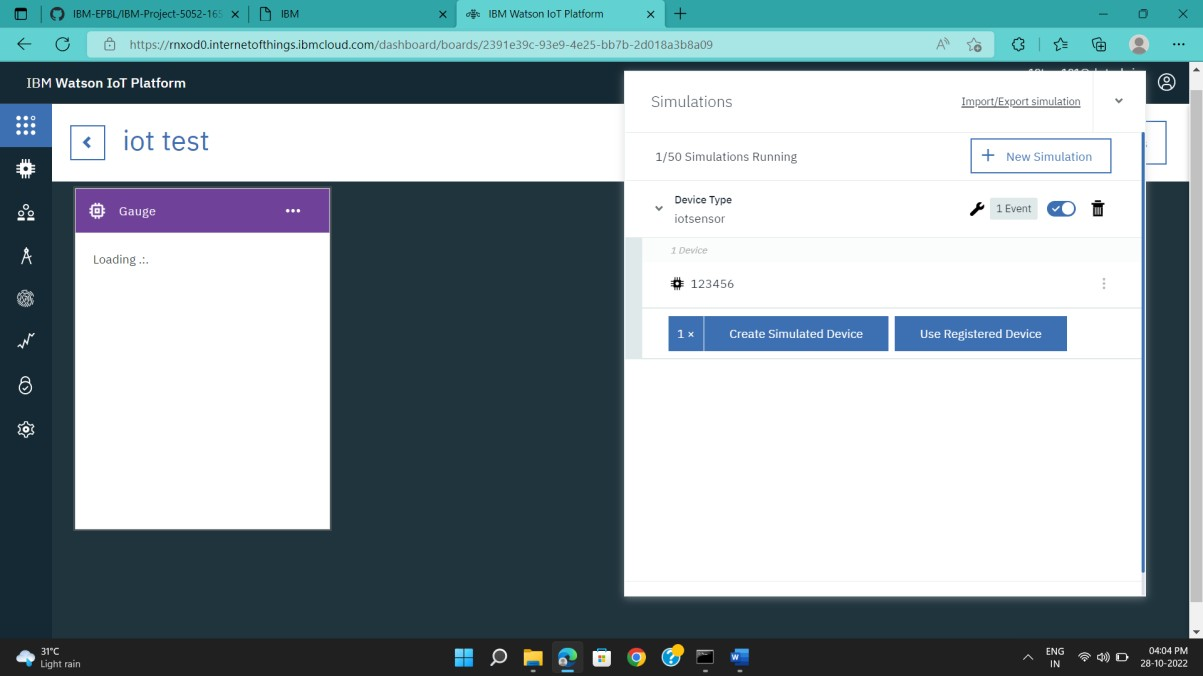 IBM-EPBL/IBM-Project-5052-165
IBM
IBM Watson IoT Platform
https://rnxod0.internetofthings.ibmcloud.com/dashboard/boards/2391e39c-93e9-4e25-bb7b-2d018a3b8a09
IBM Watson IoT Platform
iot test
Gauge
Loading .:.
Simulations
Import/Export simulation
1/50 Simulations Running
+ New Simulation
Device Type
iotsensor
1 Event
1 Device
123456
1 ×
Create Simulated Device
Use Registered Device
31°C
Light rain
ENG
IN
04:04 PM
28-10-2022